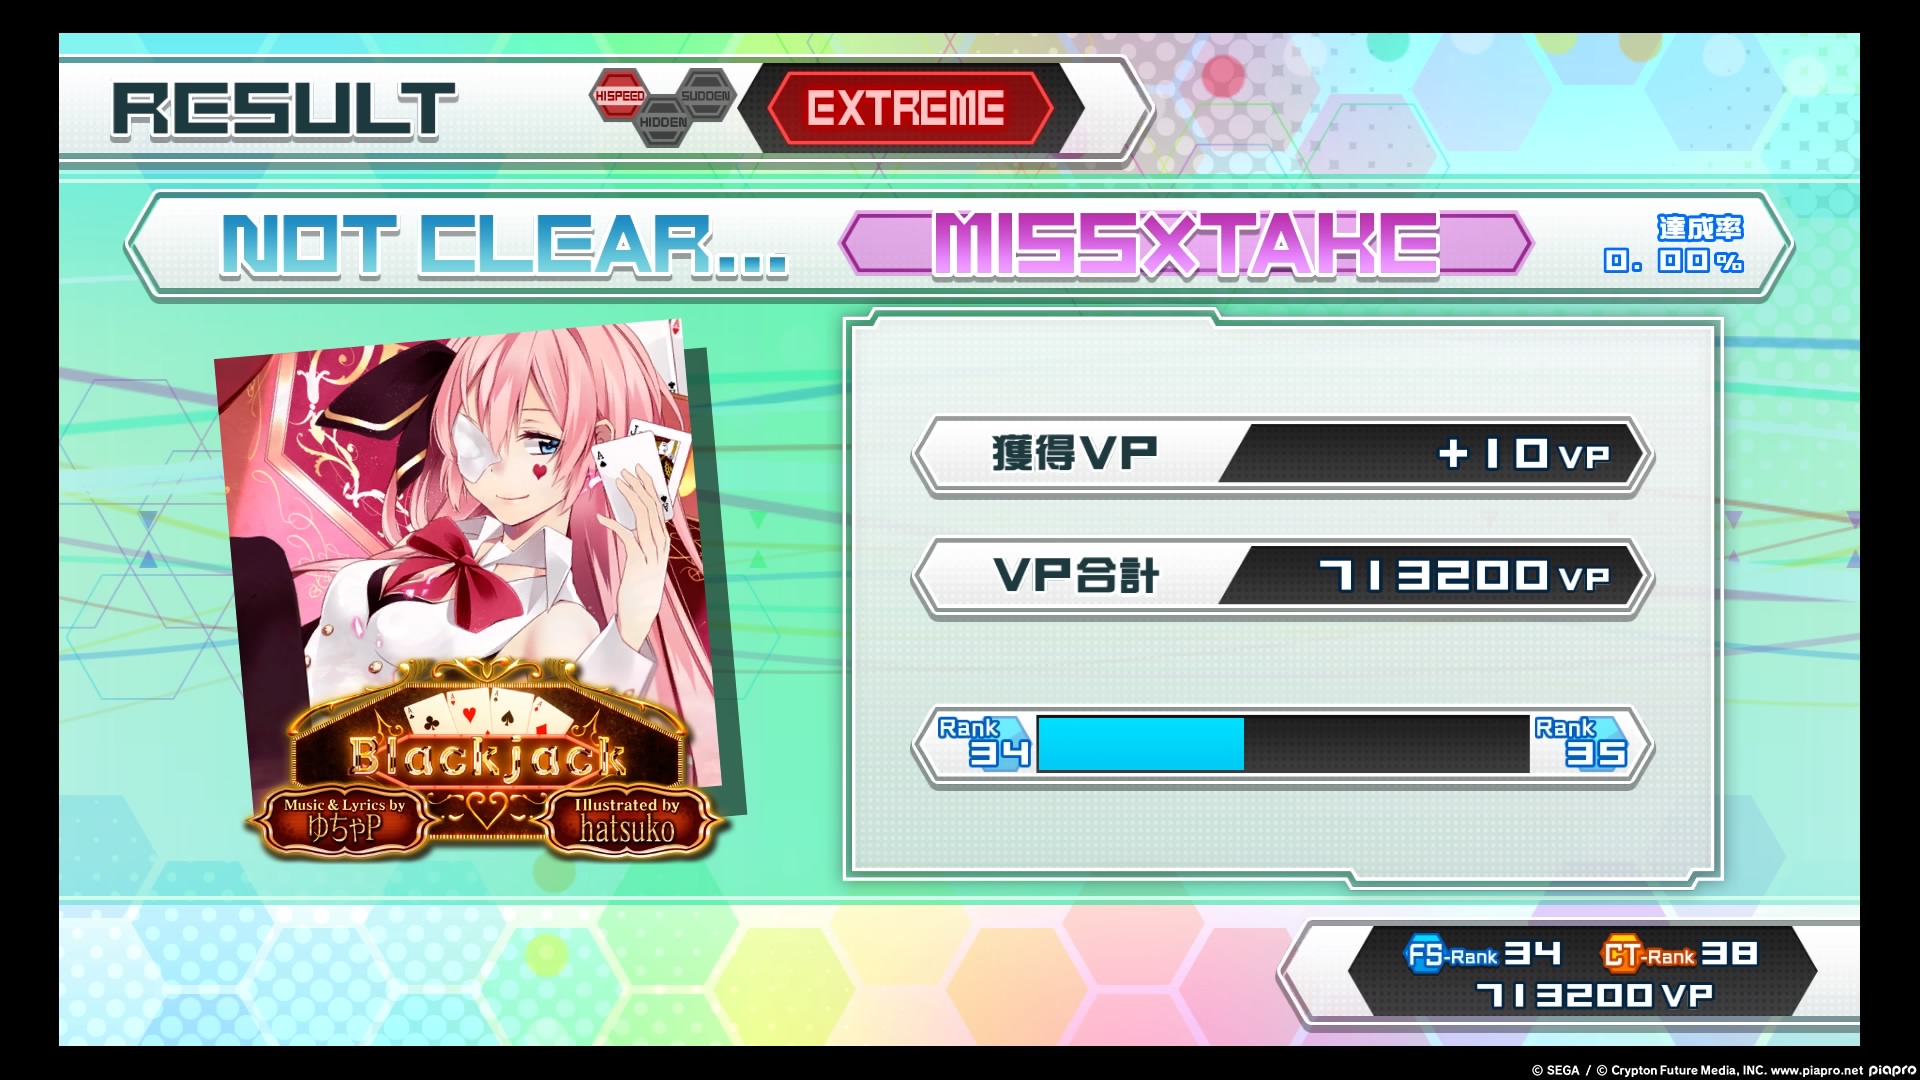 RESULT
HISPEED
SUDDEN
HIDDEN
EXTREME
NOT CLEAR...
MISS×TAKE
達成率
0.00%
獲得VP
+10VP
VP合計
713200VP
Rank
34
Rank
35
J
A
Blackjack
Music & Lyrics by
ゆちゃP
Illustrated by
hatsuko
FS-Rank 34
CT-Rank 38
713200VP
© SEGA / © Crypton Future Media, INC. www.piapro.net piapro